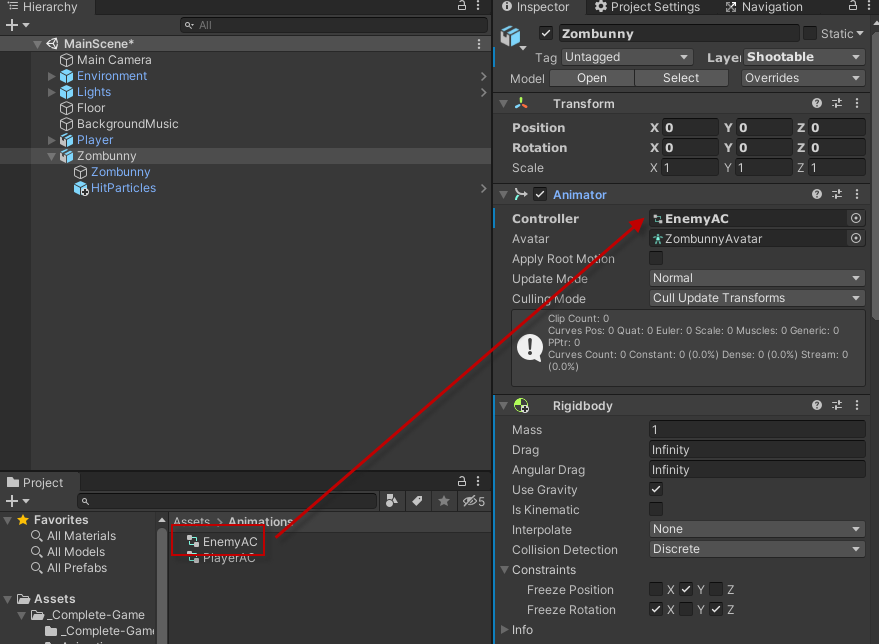 Hierarchy
All
MainScene*
Main Camera
Environment
Lights
Floor
BackgroundMusic
Player
Zombunny
Zombunny
HitParticles
Project
5
Favorites
All Materials
All Models
All Prefabs
Assets
_Complete-Game
_Complete-Game
Assets > Animations
EnemyAC
PlayerAC
Inspector
Project Settings
Navigation
Zombunny
Static
Tag Untagged
Layer Shootable
Model Open Select Overrides
Transform
Position X 0 Y 0 Z 0
Rotation X 0 Y 0 Z 0
Scale X 1 Y 1 Z 1
Animator
Controller EnemyAC
Avatar ZombunnyAvatar
Apply Root Motion
Update Mode Normal
Culling Mode Cull Update Transforms
Clip Count: 0
Curves Pos: 0 Quat: 0 Euler: 0 Scale: 0 Muscles: 0 Generic: 0
PPtr: 0
Curves Count: 0 Constant: 0 (0.0%) Dense: 0 (0.0%) Stream: 0
(0.0%)
Rigidbody
Mass 1
Drag Infinity
Angular Drag Infinity
Use Gravity
Is Kinematic
Interpolate None
Collision Detection Discrete
Constraints
Freeze Position X Y Z
Freeze Rotation X Y Z
Info